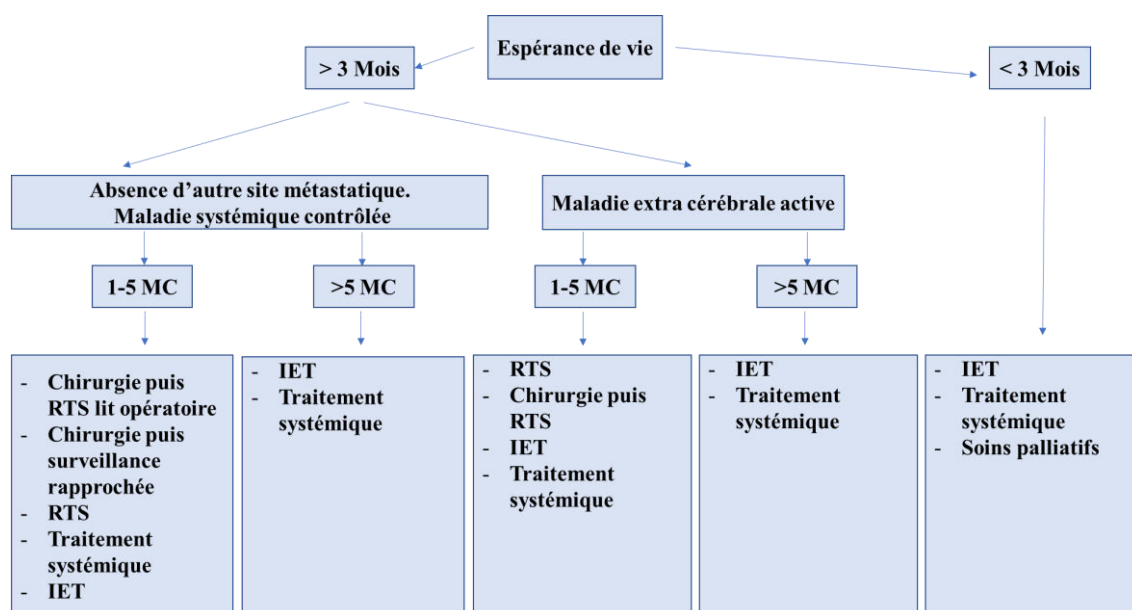 Espérance de vie
> 3 Mois
< 3 Mois
Absence d’autre site métastatique.
Maladie systémique contrôlée
Maladie extra cérébrale active
1-5 MC
>5 MC
1-5 MC
>5 MC
- Chirurgie puis
RTS lit opératoire
- Chirurgie puis
surveillance
rapprochée
- RTS
- Traitement
systémique
- IET
- IET
- Traitement
systémique
- RTS
- Chirurgie puis
RTS
- IET
- Traitement
systémique
- IET
- Traitement
systémique
- IET
- Traitement
systémique
- Soins palliatifs